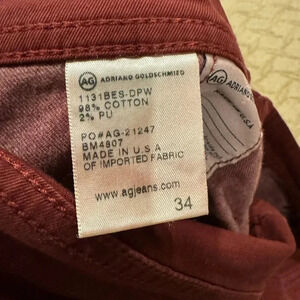 AG ADRIANO GOLDSCHMIED
1131BES-DPW
98% COTTON
2% PU
PO#AG-21247
BM4807
MADE IN U.S.A
OF IMPORTED FABRIC
www.agjeans.com
34
AG ADRIANO